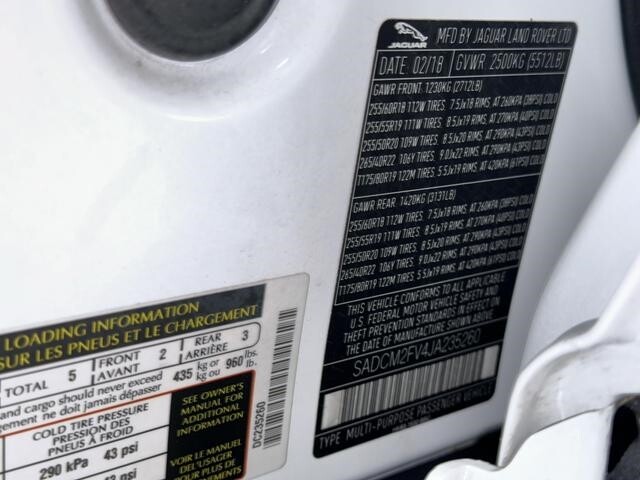 JAGUAR
MFD BY JAGUAR LAND ROVER LTD
DATE: 02/18 GVWR 2500KG (5512LB)
GAWR FRONT: 1230KG (2712LB)
255/60R18 112W TIRES. 7.5Jx18 RIMS. AT 260KPA (38PSI) COLD
255/55R19 111W TIRES. 8.5Jx19 RIMS. AT 270KPA (40PSI) COLD
255/50R20 109W TIRES. 8.5Jx20 RIMS. AT 290KPA (43PSI) COLD
265/40R22 106Y TIRES. 9.0Jx22 RIMS. AT 290KPA (43PSI) COLD
T175/80R19 122M TIRES. 5.5Jx19 RIMS. AT 420KPA (61PSI) COLD
GAWR REAR: 1420KG (3131LB)
255/60R18 112W TIRES. 7.5Jx18 RIMS. AT 260KPA (38PSI) COLD
255/55R19 111W TIRES. 8.5Jx19 RIMS. AT 270KPA (40PSI) COLD
255/50R20 109W TIRES. 8.5Jx20 RIMS. AT 290KPA (43PSI) COLD
265/40R22 106Y TIRES. 9.0Jx22 RIMS. AT 290KPA (43PSI) COLD
T175/80R19 122M TIRES. 5.5Jx19 RIMS. AT 420KPA (61PSI) COLD
THIS VEHICLE CONFORMS TO ALL APPLICABLE
U.S FEDERAL MOTOR VEHICLE SAFETY AND
THEFT PREVENTION STANDARDS IN EFFECT
ON THE DATE OF MANUFACTURE
SADCM2FV4JA235260
TYPE: MULTI-PURPOSE PASSENGER VEHICLE
LOADING INFORMATION
SUR LES PNEUS ET LE CHARGEMENT
TOTAL 5 FRONT AVANT 2 REAR ARRIÈRE 3
and cargo should never exceed 435 kg or kg ou 960 lbs. lb.
ne doit jamais dépasser
COLD TIRE PRESSURE
PRESSION DES
PNEUS À FROID
290 kPa 43 psi
43 psi
SEE OWNER'S
MANUAL FOR
ADDITIONAL
INFORMATION
VOIR LE MANUEL
DE L'USAGER
POUR PLUS DE
DC235260